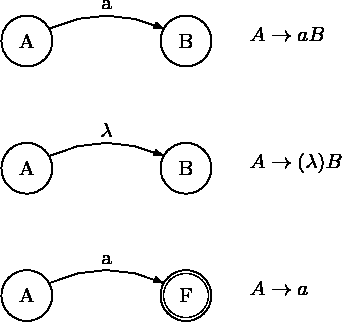 a
A B A → aB
λ
A B A → (λ)B
a
A F A → a